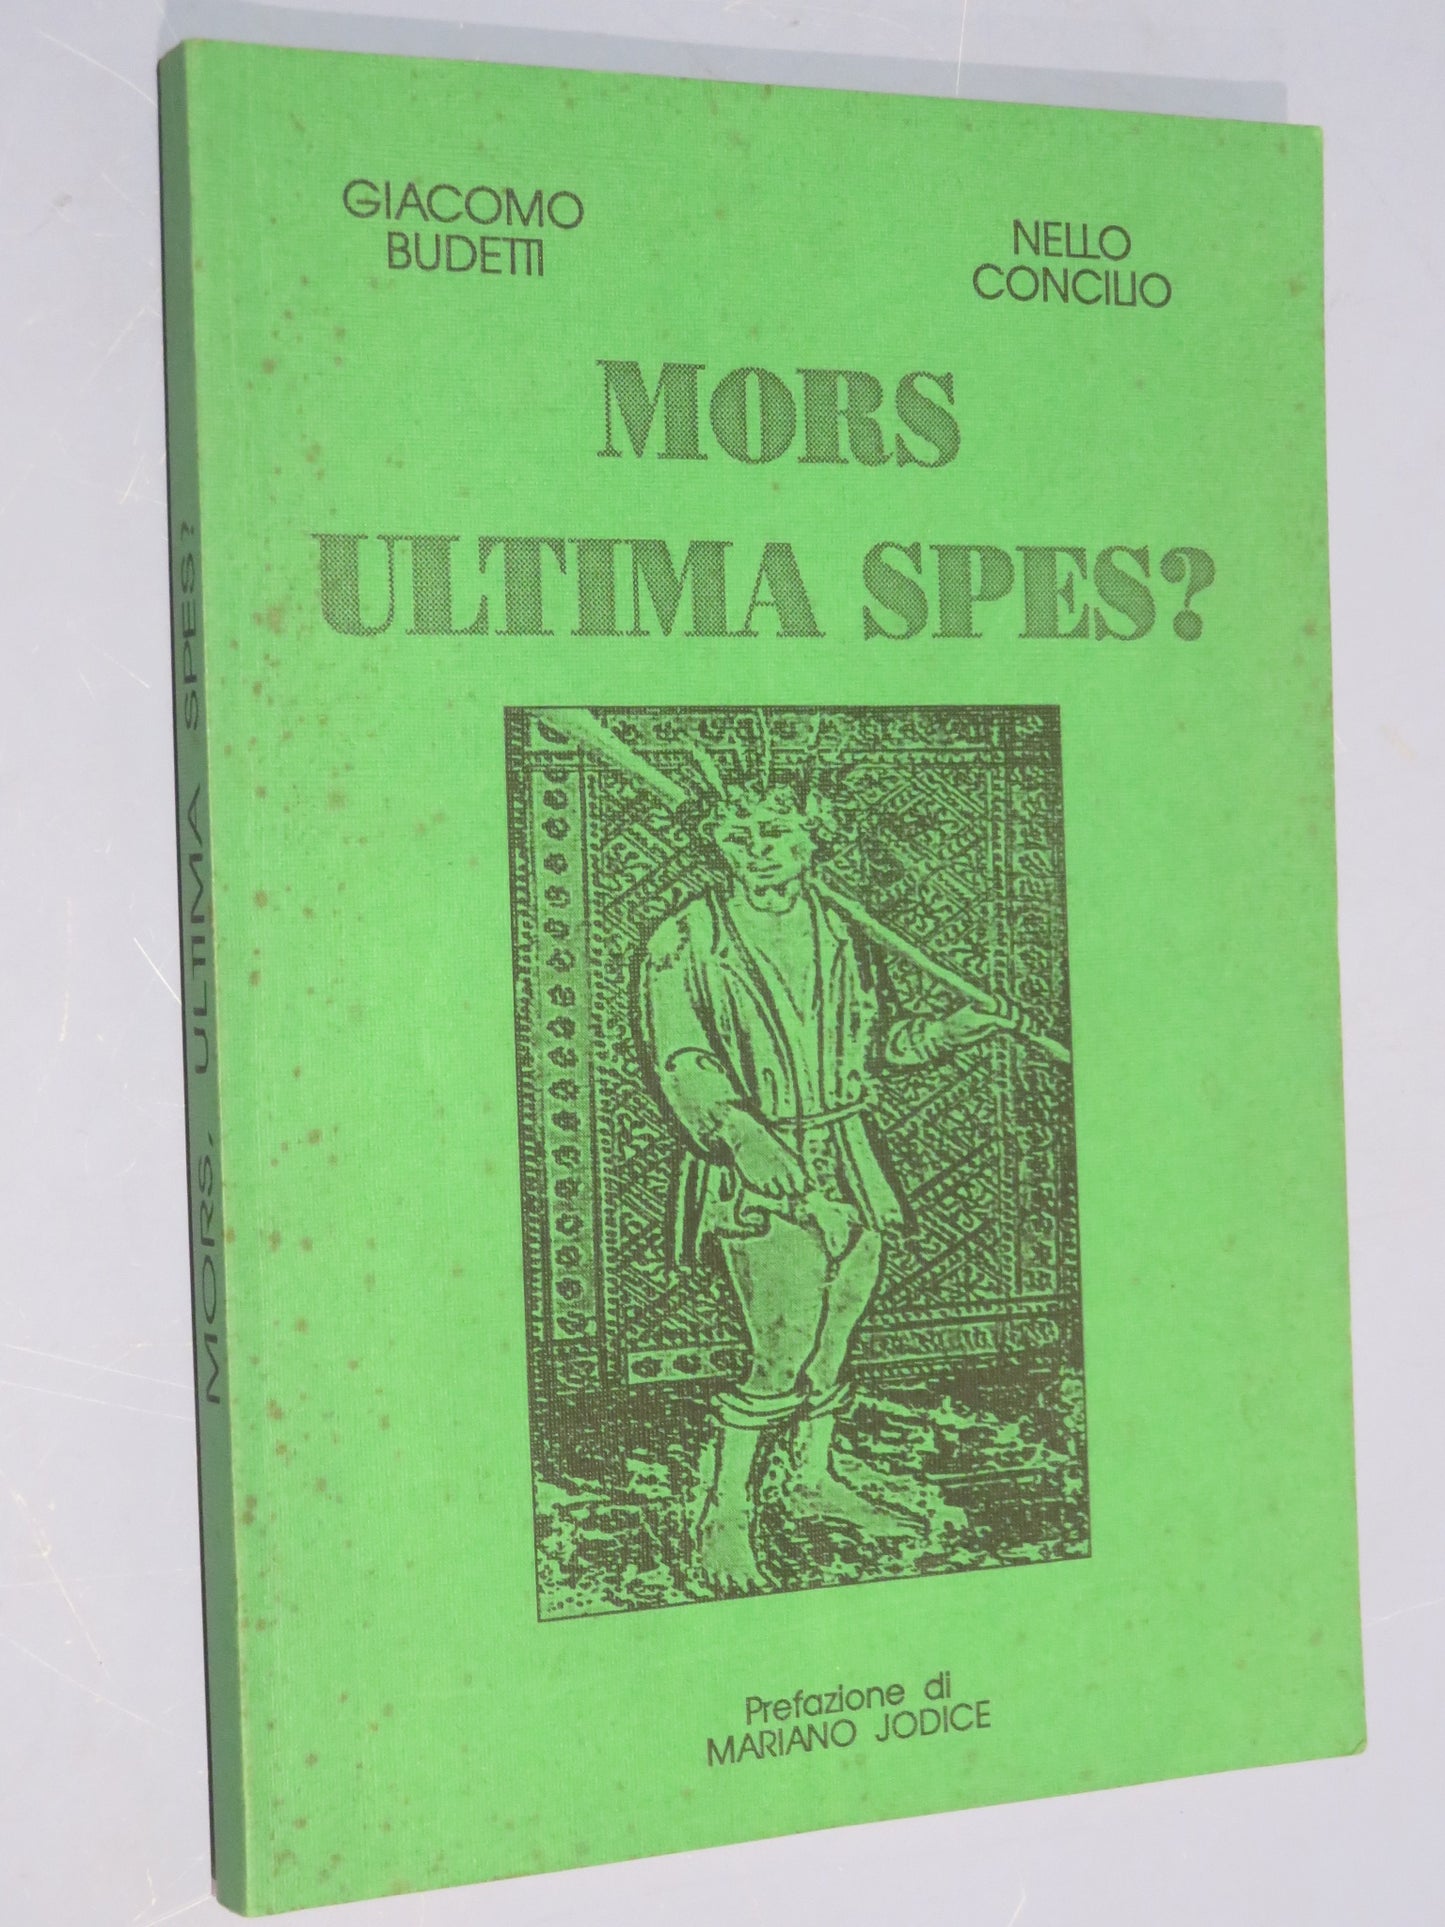 GIACOMO
BUDETTI
NELLO
CONCILIO
MORS
ULTIMA SPES?
Prefazione di
MARIANO JODICE
MORS, ULTIMA SPES?